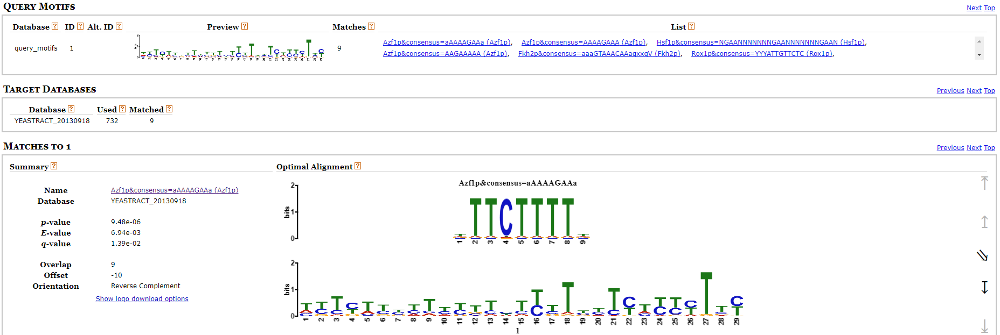 QUERY MOTIFS
Next Top
Database ? ID ? Alt. ID ? Preview ? Matches ? List ?
query_motifs 1 9 Azf1p&consensus=aAAAAGAAa (Azf1p), Azf1p&consensus=AAAAGAAA (Azf1p), Hsf1p&consensus=NGAANNNNNNNGAANNNNNNGAAN (Hsf1p),
Azf1p&consensus=AAGAAAAA (Azf1p), Fkh2p&consensus=aaaGTAAACAAagxxgV (Fkh2p), Rox1p&consensus=YYYATTGTTCTC (Rox1p),
TARGET DATABASES
Previous Next Top
Database ? Used ? Matched ?
YEASTRACT_20130918 732 9
MATCHES TO 1
Previous Next Top
Summary ?
Name Azf1p&consensus=aAAAAGAAa (Azf1p)
Database YEASTRACT_20130918
p-value 9.48e-06
E-value 6.94e-03
q-value 1.39e-02
Overlap 9
Offset -10
Orientation Reverse Complement
Show logo download options
Optimal Alignment ?
Azf1p&consensus=aAAAAGAAa
2
bits
1
0
TTCTTTT
1 2 3 4 5 6 7 8 9
2
bits
1
0
1 2 3 4 5 6 7 8 9 10 11 12 13 14 15 16 17 18 19 20 21 22 23 24 25 26 27 28 29
1